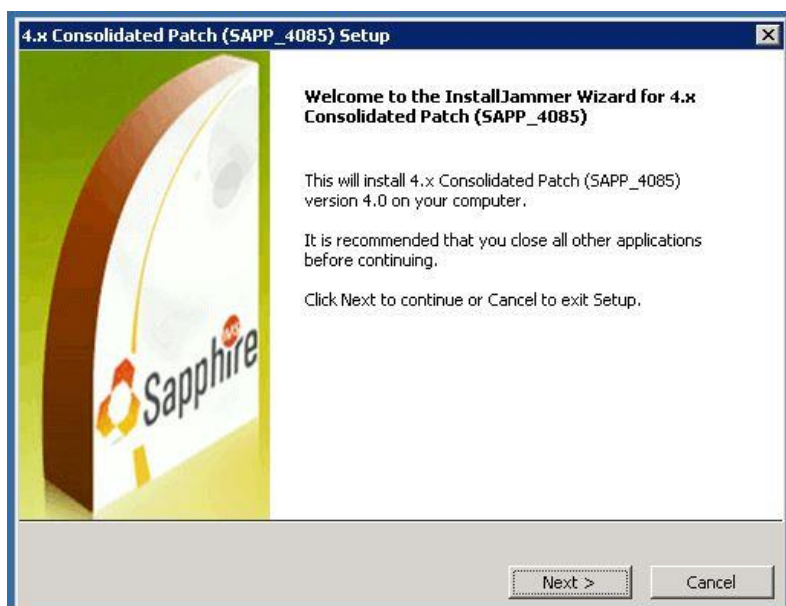 4.x Consolidated Patch (SAPP_4085) Setup
Welcome to the InstallJammer Wizard for 4.x
Consolidated Patch (SAPP_4085)
This will install 4.x Consolidated Patch (SAPP_4085)
version 4.0 on your computer.
It is recommended that you close all other applications
before continuing.
Click Next to continue or Cancel to exit Setup.
IMS
Sapphire
Next >
Cancel